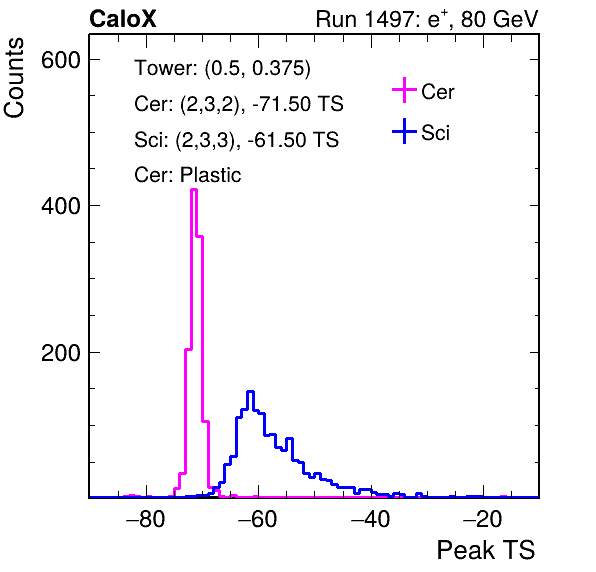 CaloX Run 1497: e⁺, 80 GeV
Counts
600
400
200
Tower: (0.5, 0.375)
Cer: (2,3,2), -71.50 TS
Sci: (2,3,3), -61.50 TS
Cer: Plastic
Cer
Sci
−80 −60 −40 −20
Peak TS